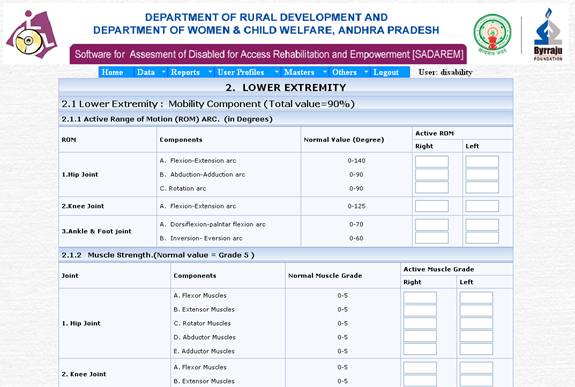 DEPARTMENT OF RURAL DEVELOPMENT AND
DEPARTMENT OF WOMEN & CHILD WELFARE, ANDHRA PRADESH
Software for Assesment of Disabled for Access Rehabilitation and Empowerment [SADAREM]
Byrraju
FOUNDATION
Home Data Reports User Profiles Masters Others Logout User: disability
2. LOWER EXTREMITY
2.1 Lower Extremity : Mobility Component (Total value=90%)
2.1.1 Active Range of Motion (ROM) ARC. (in Degrees)
ROM Components Normal Value (Degree) Active ROM
Right Left
1.Hip Joint
A. Flexion-Extension arc 0-140
B. Abduction-Adduction arc 0-90
C. Rotation arc 0-90
2.Knee Joint A. Flexion-Extension arc 0-125
3.Ankle & Foot joint
A. Dorsiflexion-palntar flexion arc 0-70
B. Inversion- Eversion arc 0-60
2.1.2 Muscle Strength.(Normal value = Grade 5 )
Joint Components Normal Muscle Grade Active Muscle Grade
Right Left
1. Hip Joint
A. Flexor Muscles 0-5
B. Extensor Muscles 0-5
C. Rotator Muscles 0-5
D. Abductor Muscles 0-5
E. Adductor Muscles 0-5
2. Knee Joint
A. Flexor Muscles 0-5
B. Extensor Muscles 0-5